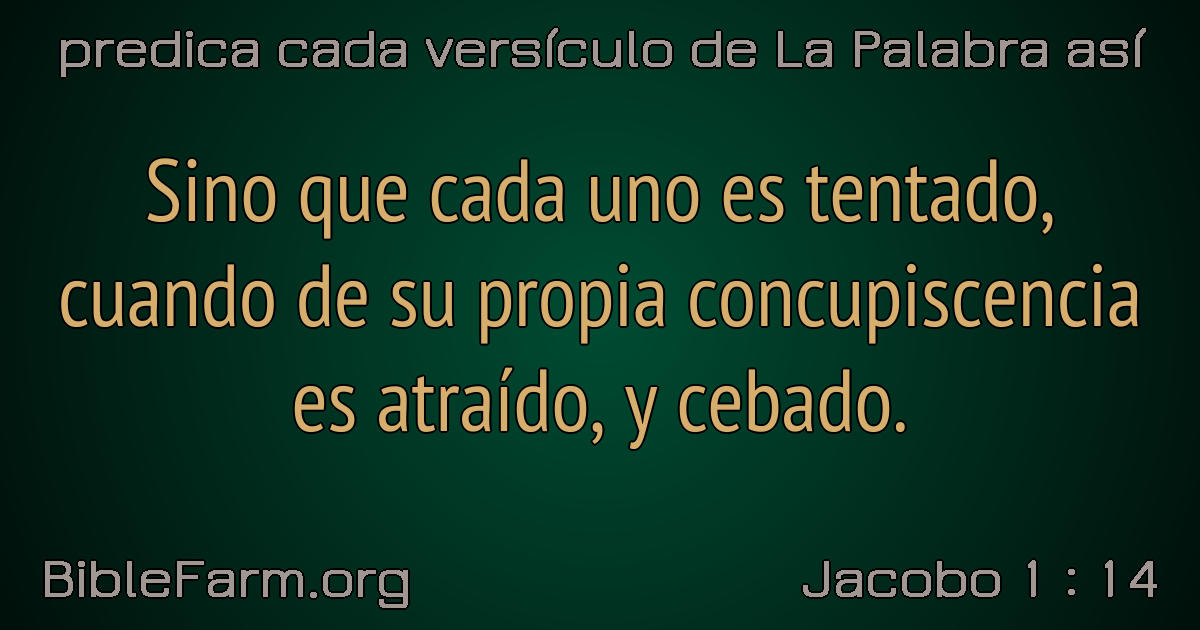 predica cada versículo de La Palabra así
Sino que cada uno es tentado,
cuando de su propia concupiscencia
es atraído, y cebado.
BibleFarm.org
Jacobo 1 : 14